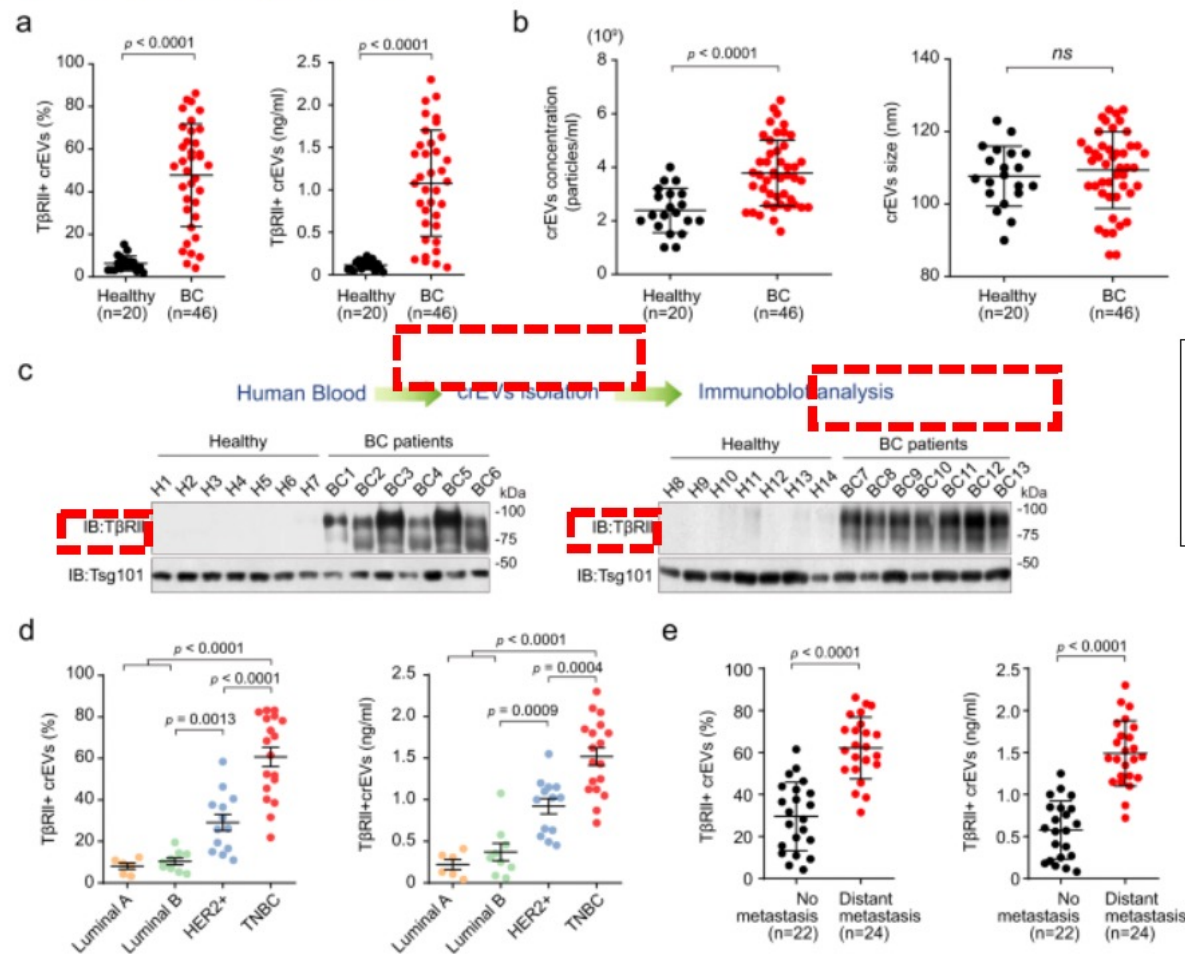 a
p < 0.0001
TβRII+ crEVs (%)
100
80
60
40
20
0
Healthy
(n=20)
BC
(n=46)
p < 0.0001
TβRII+ crEVs (ng/ml)
2.5
2.0
1.5
1.0
0.5
0
Healthy
(n=20)
BC
(n=46)
b
(10⁹)
p < 0.0001
crEVs concentration
(particles/ml)
8
6
4
2
0
Healthy
(n=20)
BC
(n=46)
ns
crEVs size (nm)
140
120
100
80
Healthy
(n=20)
BC
(n=46)
c
Human Blood
crEVs isolation
Immunoblot analysis
Healthy
BC patients
H1 H2 H3 H4 H5 H6 H7 BC1 BC2 BC3 BC4 BC5 BC6
kDa
IB:TβRII
-100
-75
-50
IB:Tsg101
Healthy
BC patients
H8 H9 H10 H11 H12 H13 H14 BC7 BC8 BC9 BC10 BC11 BC12 BC13
kDa
IB:TβRII
-100
-75
-50
IB:Tsg101
d
p < 0.0001
p < 0.0001
p = 0.0013
TβRII+ crEVs (%)
100
80
60
40
20
0
Luminal A
Luminal B
HER2+
TNBC
p < 0.0001
p = 0.0004
p = 0.0009
TβRII+crEVs (ng/ml)
2.5
2.0
1.5
1.0
0.5
0
Luminal A
Luminal B
HER2+
TNBC
e
p < 0.0001
TβRII+ crEVs (%)
100
80
60
40
20
0
No
metastasis
(n=22)
Distant
metastasis
(n=24)
p < 0.0001
TβRII+ crEVs (ng/ml)
2.5
2.0
1.5
1.0
0.5
0
No
metastasis
(n=22)
Distant
metastasis
(n=24)